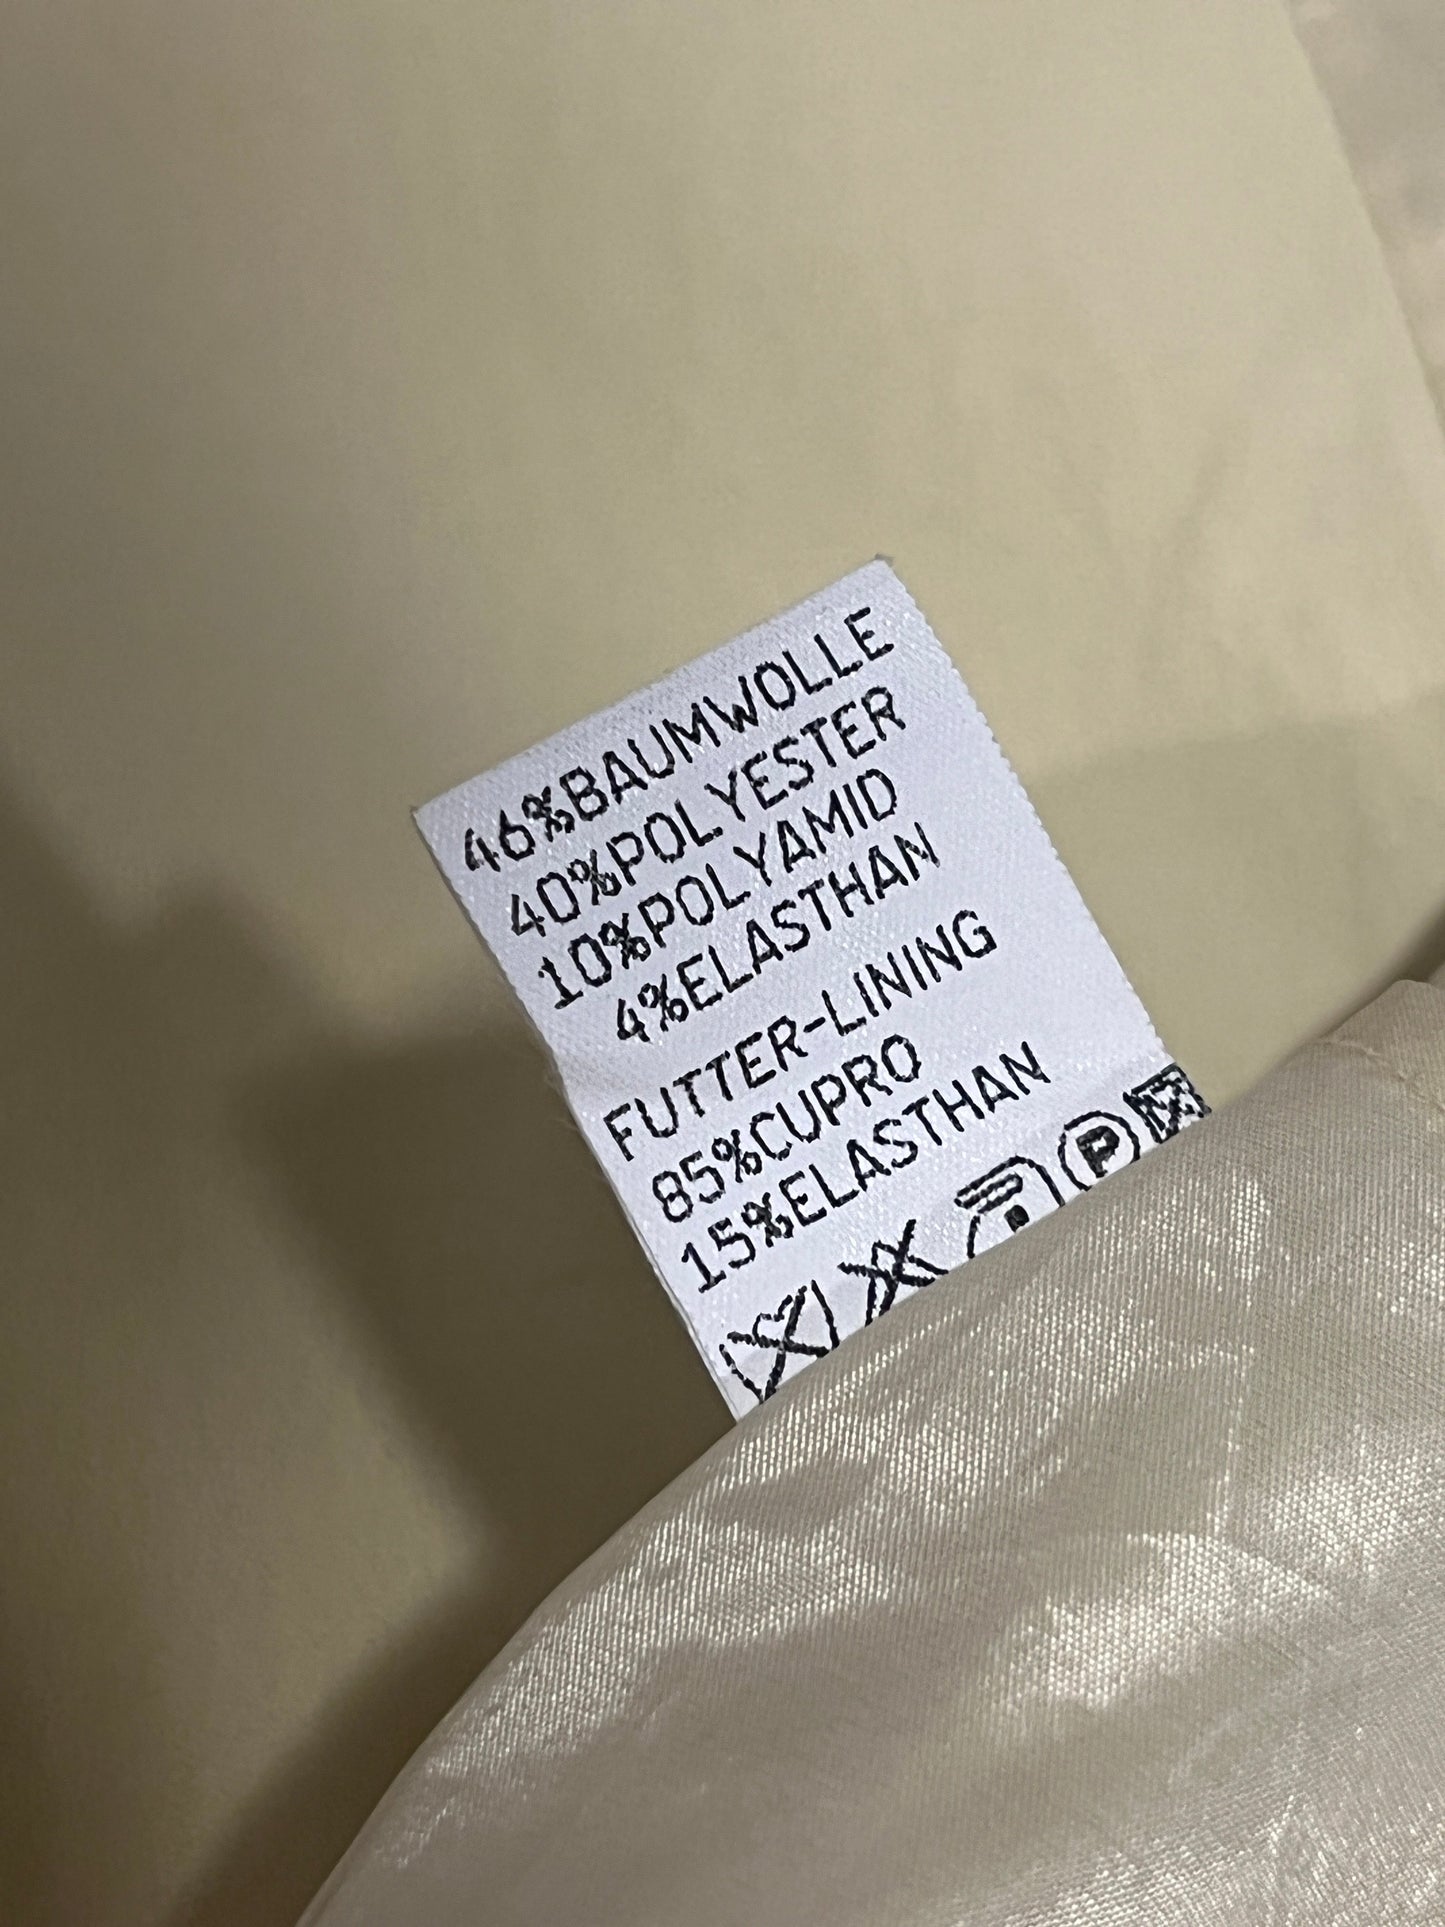 46%BAUMWOLLE
40%POLYESTER
10%POLYAMID
4%ELASTHAN
FUTTER-LINING
85%CUPRO
15%ELASTHAN
P